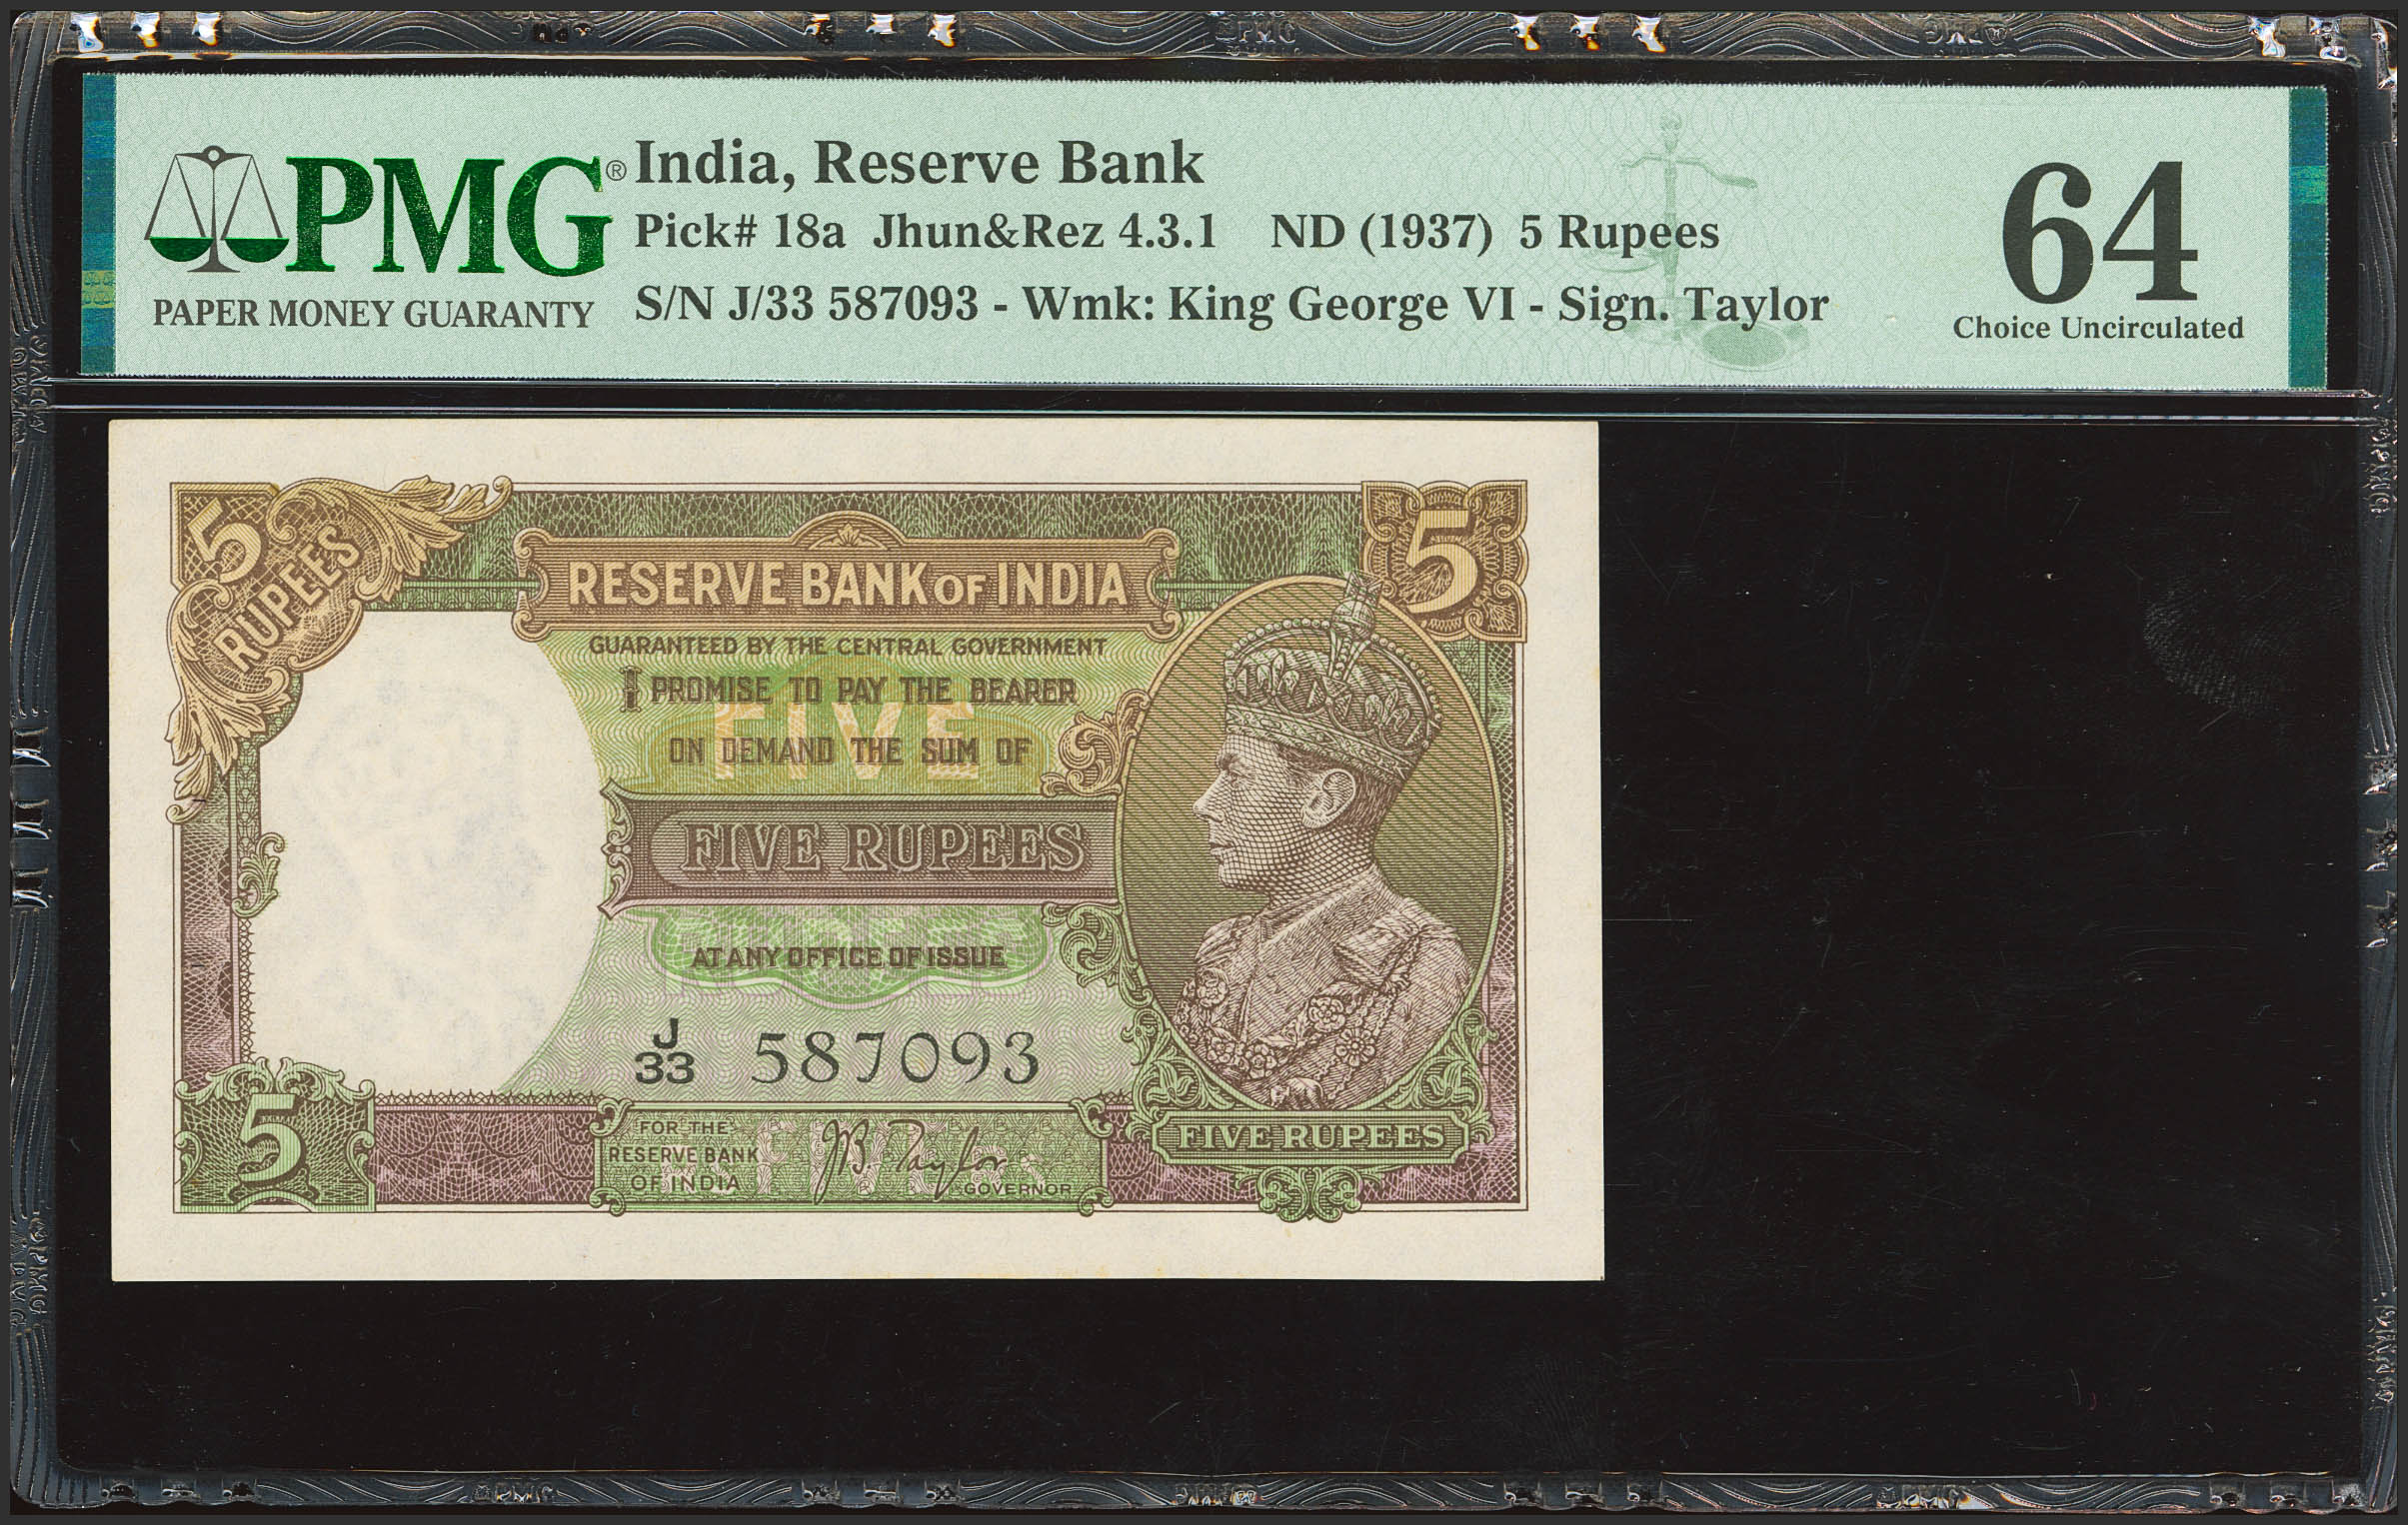 PMG®
PAPER MONEY GUARANTY
India, Reserve Bank
Pick# 18a Jhun&Rez 4.3.1 ND (1937) 5 Rupees
S/N J/33 587093 - Wmk: King George VI - Sign. Taylor
64
Choice Uncirculated
5
RUPEES
5
RESERVE BANK OF INDIA
GUARANTEED BY THE CENTRAL GOVERNMENT
I PROMISE TO PAY THE BEARER
FIVE
ON DEMAND THE SUM OF
FIVE RUPEES
AT ANY OFFICE OF ISSUE
RUPEES
J
33 587093
5
FOR THE
RESERVE BANK
OF INDIA
J.B. Taylor
GOVERNOR
FIVE RUPEES